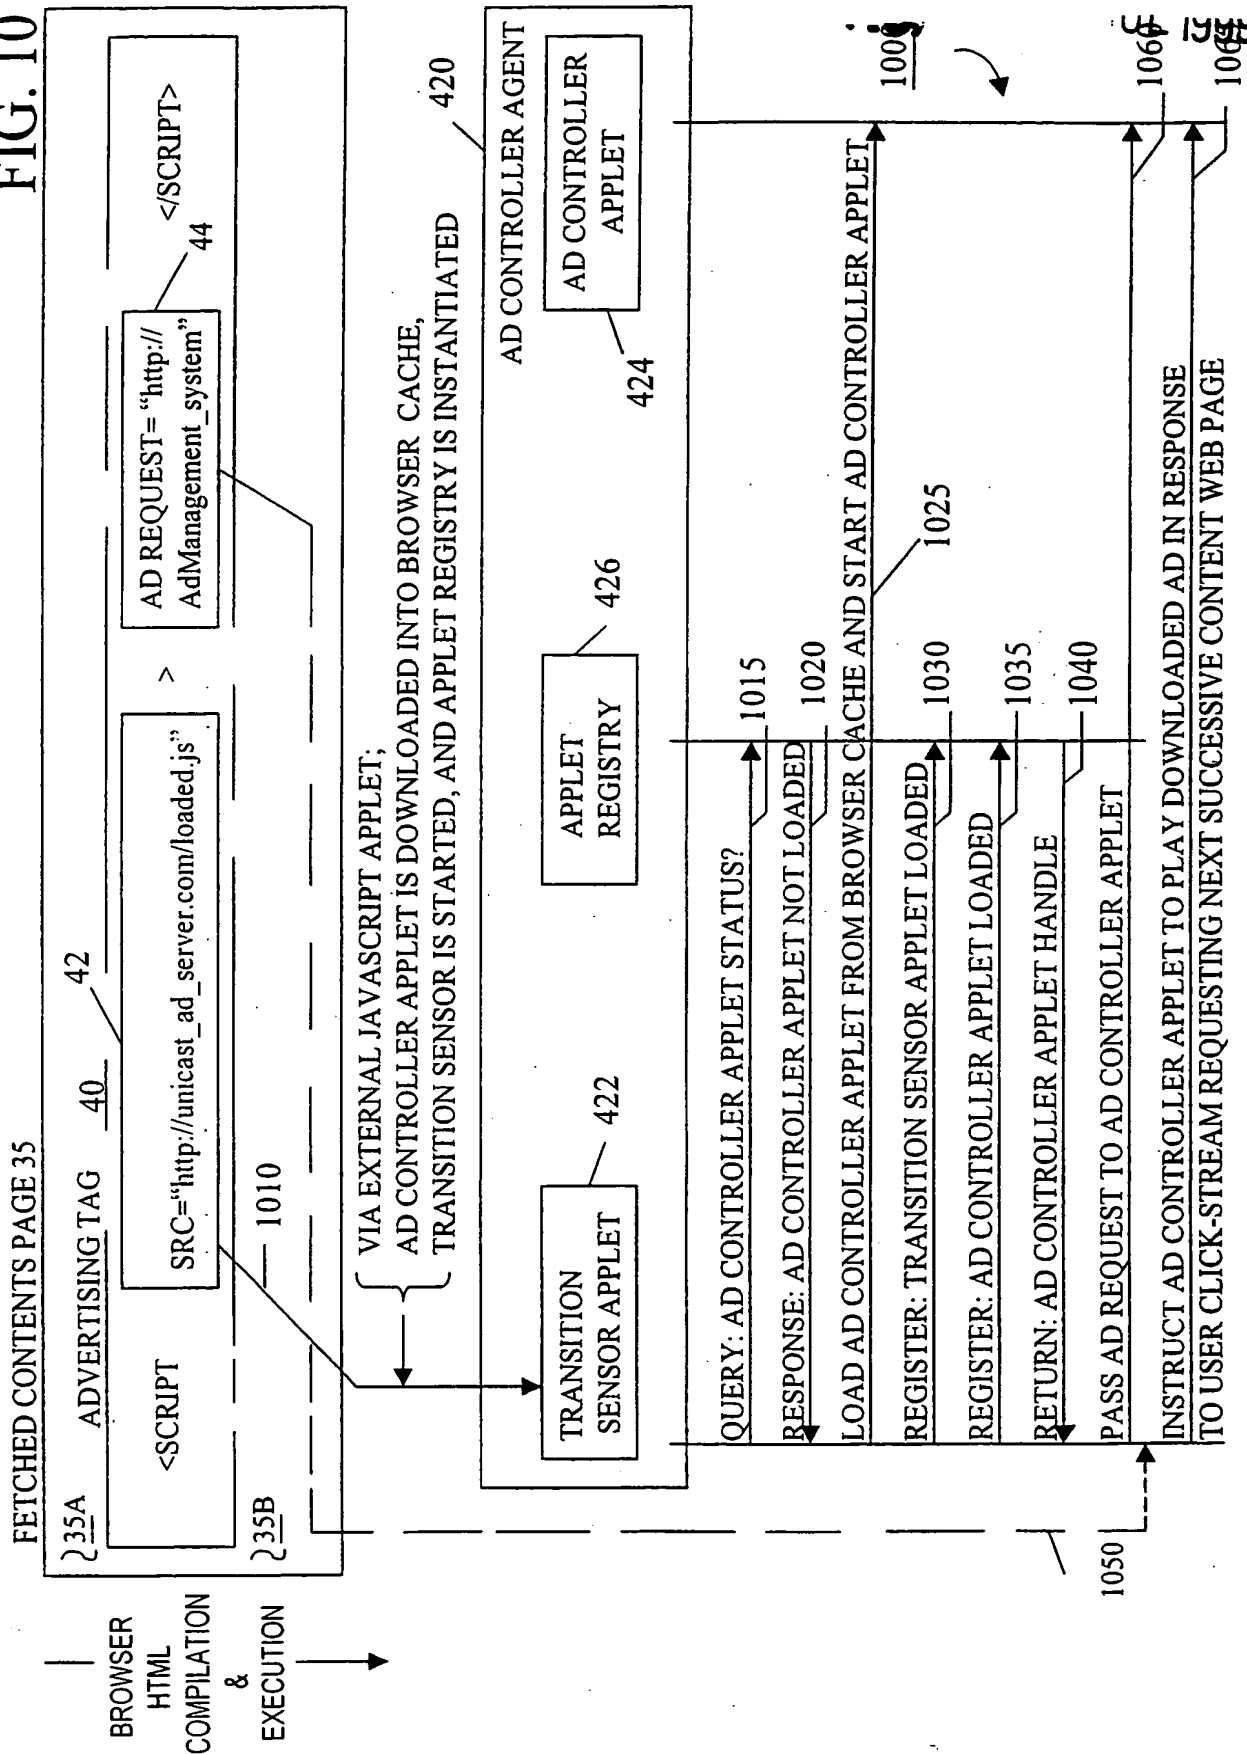 FIG. 10
FETCHED CONTENTS PAGE 35
35A
ADVERTISING TAG 40
42
<SCRIPT
SRC="http://unicast_ad_server.com/loaded.js"
>
AD REQUEST= "http://
AdManagement_system"
</SCRIPT>
44
35B
1010
BROWSER
HTML
COMPILATION
&
EXECUTION
VIA EXTERNAL JAVASCRIPT APPLET;
AD CONTROLLER APPLET IS DOWNLOADED INTO BROWSER CACHE,
TRANSITION SENSOR IS STARTED, AND APPLET REGISTRY IS INSTANTIATED
420
AD CONTROLLER AGENT
TRANSITION
SENSOR APPLET
422
APPLET
REGISTRY
426
AD CONTROLLER
APPLET
424
QUERY: AD CONTROLLER APPLET STATUS?
1015
RESPONSE: AD CONTROLLER APPLET NOT LOADED
1020
LOAD AD CONTROLLER APPLET FROM BROWSER CACHE AND START AD CONTROLLER APPLET
1025
REGISTER: TRANSITION SENSOR APPLET LOADED
1030
REGISTER: AD CONTROLLER APPLET LOADED
1035
RETURN: AD CONTROLLER APPLET HANDLE
1040
1050
PASS AD REQUEST TO AD CONTROLLER APPLET
1060
INSTRUCT AD CONTROLLER APPLET TO PLAY DOWNLOADED AD IN RESPONSE
TO USER CLICK-STREAM REQUESTING NEXT SUCCESSIVE CONTENT WEB PAGE